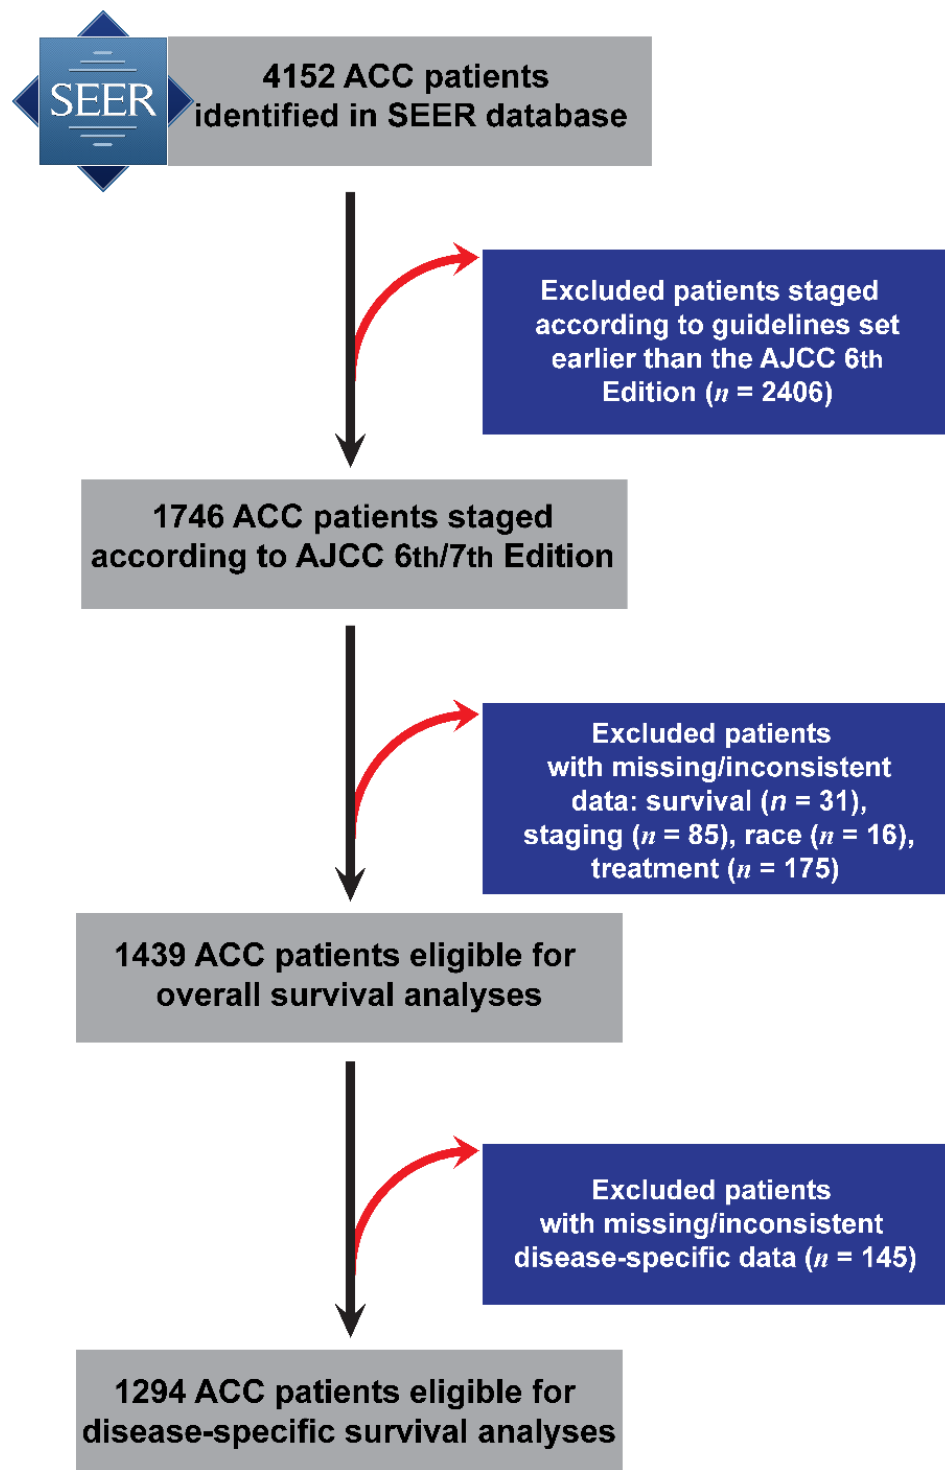 SEER
4152 ACC patients
identified in SEER database
Excluded patients staged
according to guidelines set
earlier than the AJCC 6th
Edition (n = 2406)
1746 ACC patients staged
according to AJCC 6th/7th Edition
Excluded patients
with missing/inconsistent
data: survival (n = 31),
staging (n = 85), race (n = 16),
treatment (n = 175)
1439 ACC patients eligible for
overall survival analyses
Excluded patients
with missing/inconsistent
disease-specific data (n = 145)
1294 ACC patients eligible for
disease-specific survival analyses